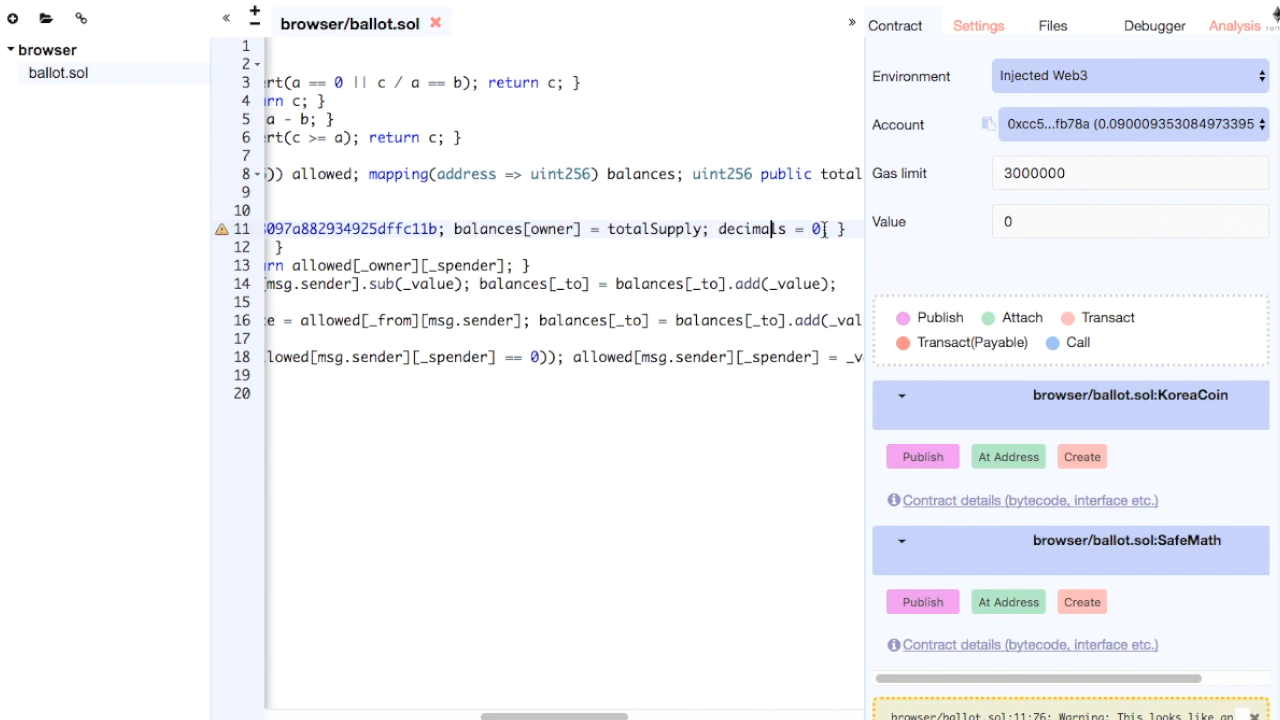 browser/ballot.sol
Contract Settings Files Debugger Analysis
browser
ballot.sol
1
2
3 ert(a == 0 || c / a == b); return c; }
4 urn c; }
5 a - b; }
6 ert(c >= a); return c; }
7
8 )) allowed; mapping(address => uint256) balances; uint256 public total
9
10
11 097a882934925dffc11b; balances[owner] = totalSupply; decimals = 0; }
12 }
13 urn allowed[_owner][_spender]; }
14 [msg.sender].sub(_value); balances[_to] = balances[_to].add(_value);
15
16 ce = allowed[_from][msg.sender]; balances[_to] = balances[_to].add(_val
17
18 llowed[msg.sender][_spender] == 0)); allowed[msg.sender][_spender] = _v
19
20
Environment Injected Web3
Account 0xcc5...fb78a (0.090009353084973395
Gas limit 3000000
Value 0
Publish Attach Transact
Transact(Payable) Call
browser/ballot.sol:KoreaCoin
Publish At Address Create
Contract details (bytecode, interface etc.)
browser/ballot.sol:SafeMath
Publish At Address Create
Contract details (bytecode, interface etc.)
browser/ballot.sol:11:76: Warning: This looks like an